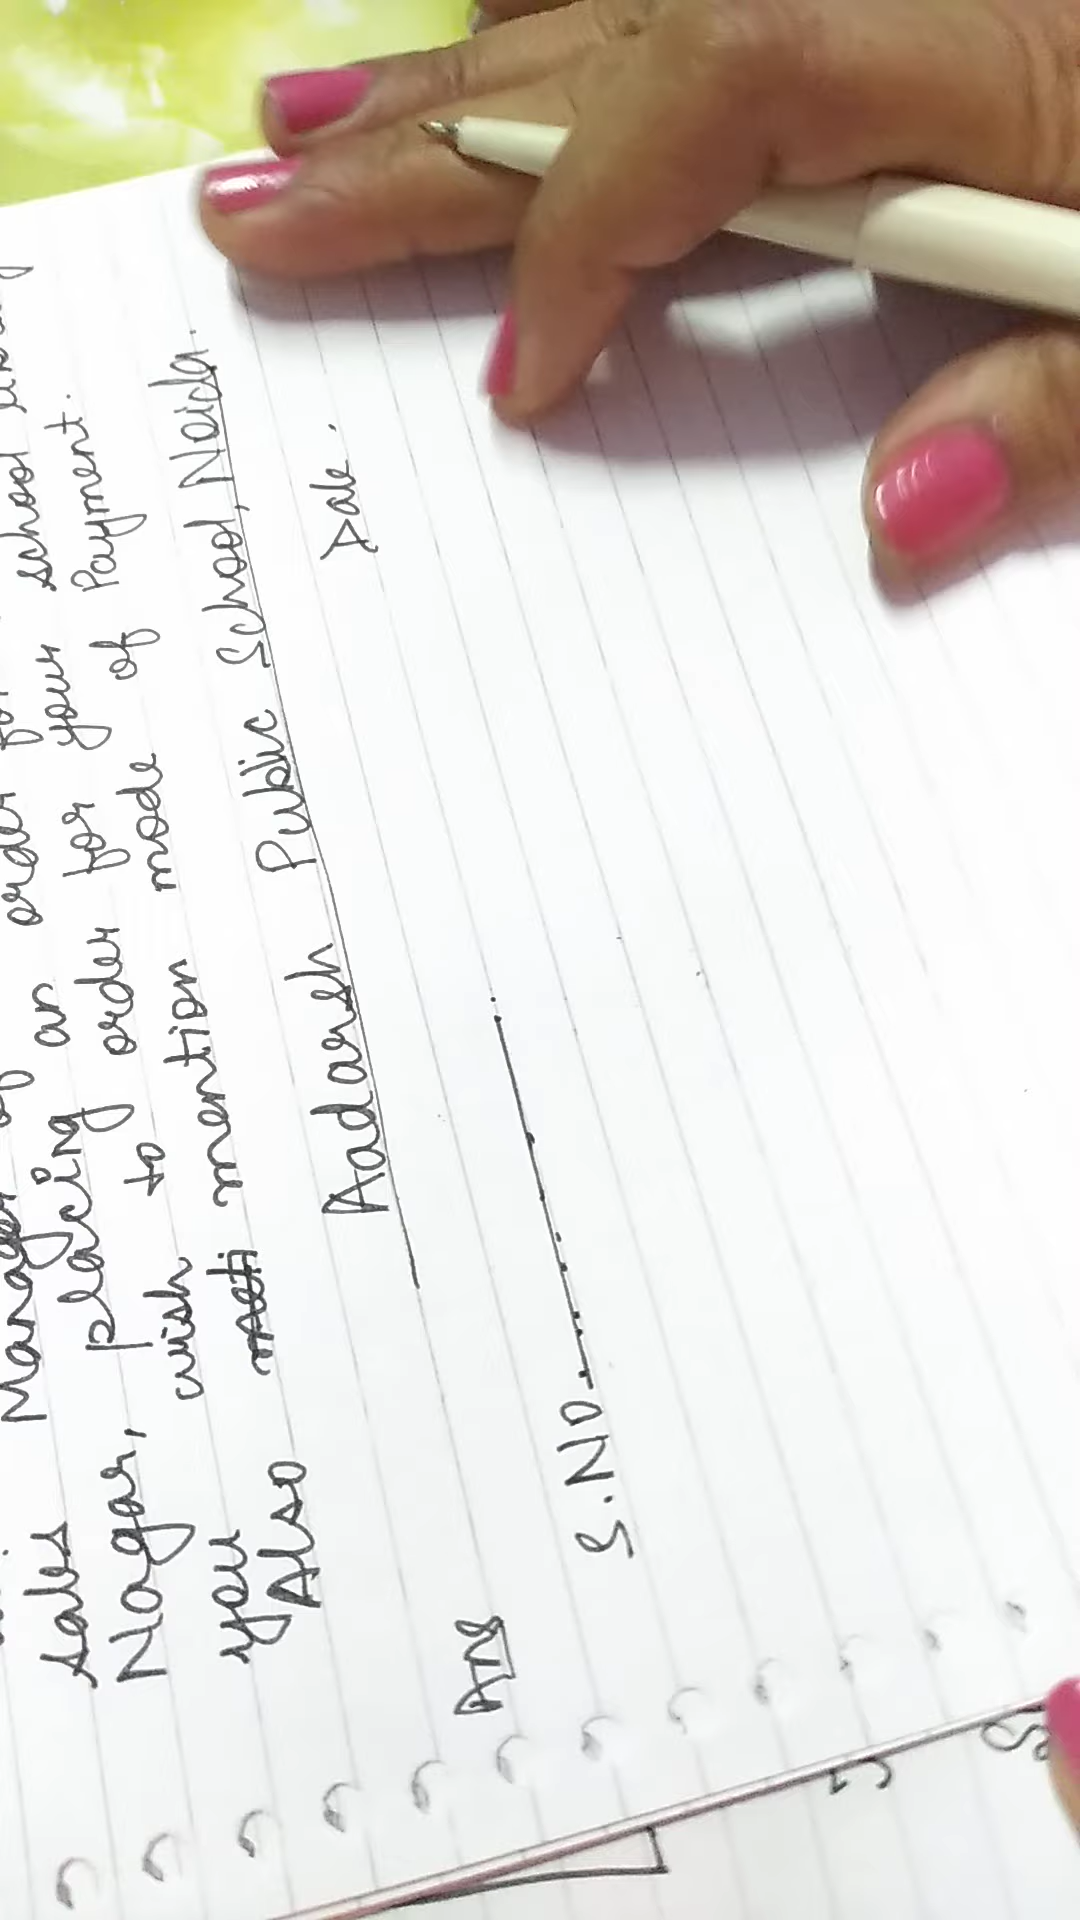 Manager of
sales placing an order for school
Nagar, order for your
wish to mode of Payment.
you mention
Also Aadarsh Public School, Noida.
Date.
Ans
S.No.